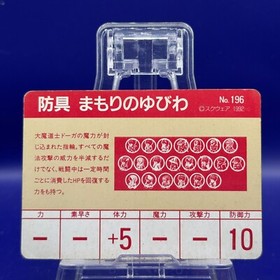 防具 まもりのゆびわ
No.196
©スクウェア 1992
大魔道士ドーガの魔力が封
じ込まれた指輪。すべての魔
法攻撃の威力を半減するだ
けでなく、戦闘中は一定時間
ごとに消費したHPを回復する
力をも持つ。
力 素早さ 体力 魔力 攻撃力 防御力
− − +5 − − 10